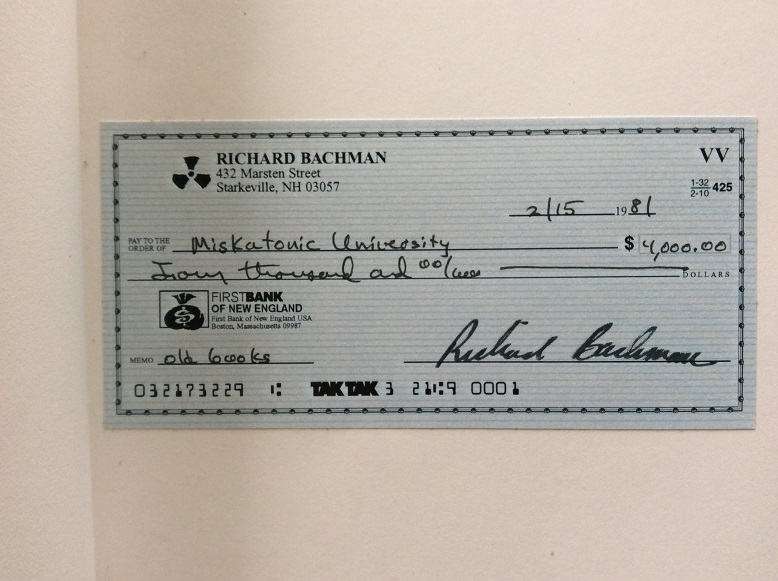 RICHARD BACHMAN
432 Marsten Street
Starkeville, NH 03057
VV
1-32
2-10 425
2/15 1981
PAY TO THE
ORDER OF Miskatonic University $ 4,000.00
Four thousand and 00/100 DOLLARS
FIRSTBANK
OF NEW ENGLAND
First Bank of New England USA
Boston, Massachusetts 09987
MEMO old books Richard Bachman
032173229 TAK TAK 3 21 9 0001